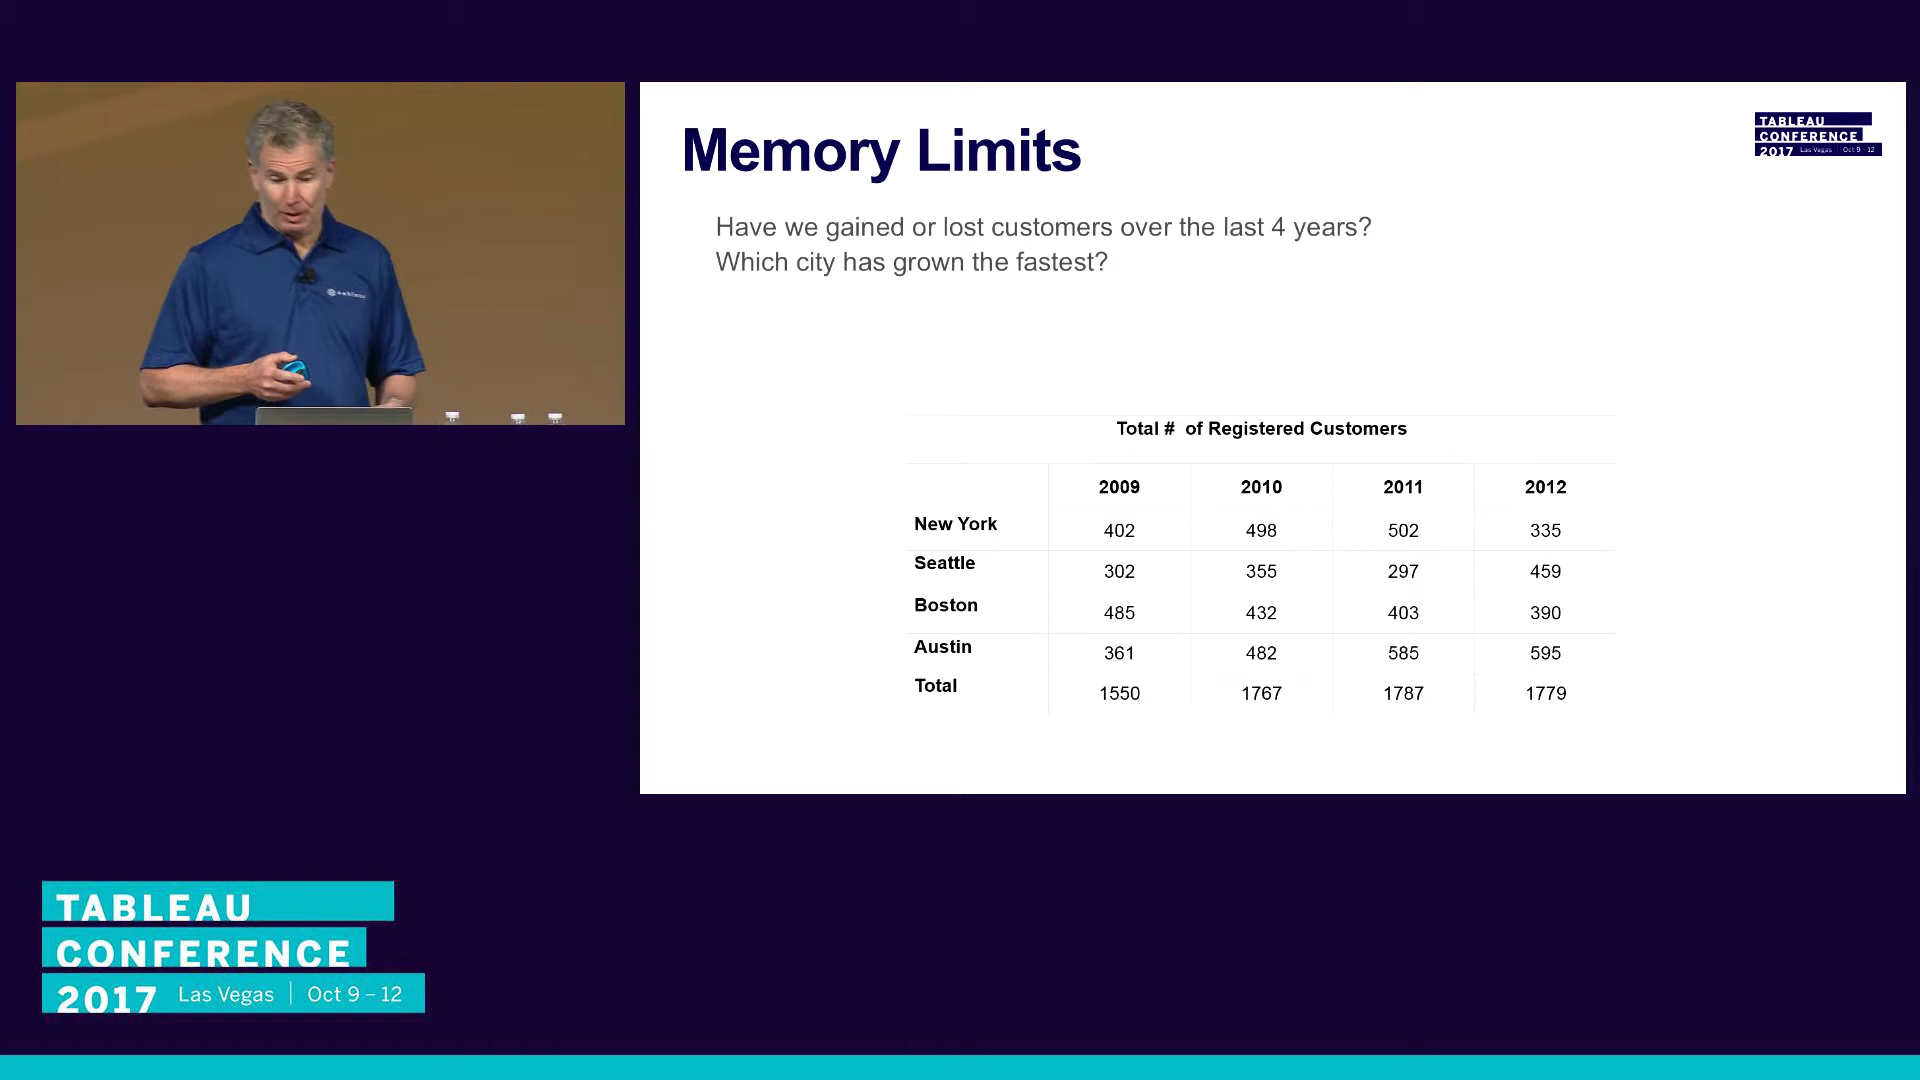 Memory Limits
TABLEAU
CONFERENCE
2017 Las Vegas | Oct 9 – 12
Have we gained or lost customers over the last 4 years?
Which city has grown the fastest?
Total # of Registered Customers
2009 2010 2011 2012
New York 402 498 502 335
Seattle 302 355 297 459
Boston 485 432 403 390
Austin 361 482 585 595
Total 1550 1767 1787 1779
TABLEAU
CONFERENCE
2017 Las Vegas | Oct 9 – 12